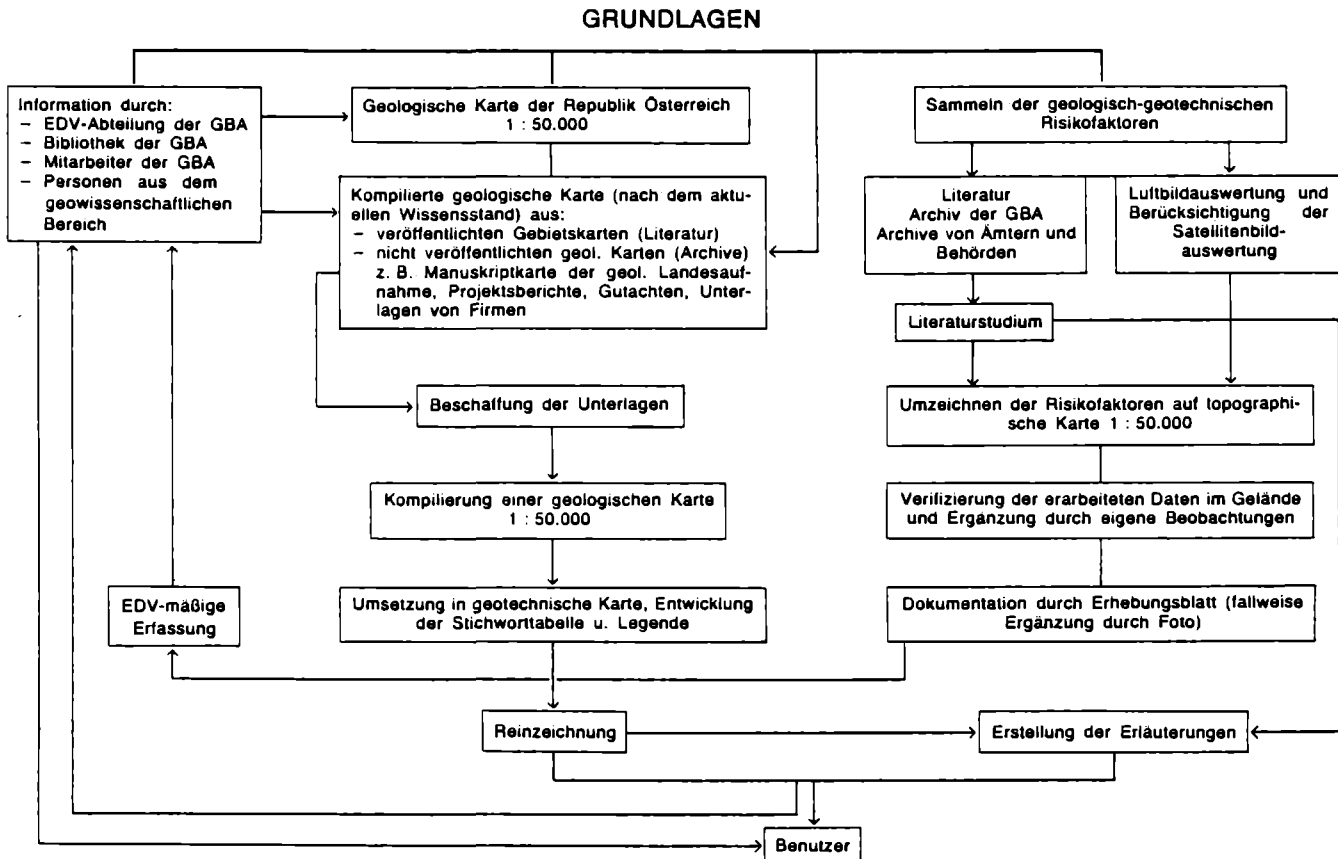 GRUNDLAGEN
Information durch:
– EDV-Abteilung der GBA
– Bibliothek der GBA
– Mitarbeiter der GBA
– Personen aus dem
geowissenschaftlichen
Bereich
Geologische Karte der Republik Österreich
1 : 50.000
Kompilierte geologische Karte (nach dem aktu-
ellen Wissensstand) aus:
– veröffentlichten Gebietskarten (Literatur)
– nicht veröffentlichten geol. Karten (Archive)
z. B. Manuskriptkarte der geol. Landesauf-
nahme, Projektsberichte, Gutachten, Unter-
lagen von Firmen
Beschaffung der Unterlagen
Kompilierung einer geologischen Karte
1 : 50.000
Umsetzung in geotechnische Karte, Entwicklung
der Stichworttabelle u. Legende
EDV-mäßige
Erfassung
Sammeln der geologisch-geotechnischen
Risikofaktoren
Literatur
Archiv der GBA
Archive von Ämtern und
Behörden
Luftbildauswertung und
Berücksichtigung der
Satellitenbild-
auswertung
Literaturstudium
Umzeichnen der Risikofaktoren auf topographi-
sche Karte 1 : 50.000
Verifizierung der erarbeiteten Daten im Gelände
und Ergänzung durch eigene Beobachtungen
Dokumentation durch Erhebungsblatt (fallweise
Ergänzung durch Foto)
Reinzeichnung
Erstellung der Erläuterungen
Benutzer